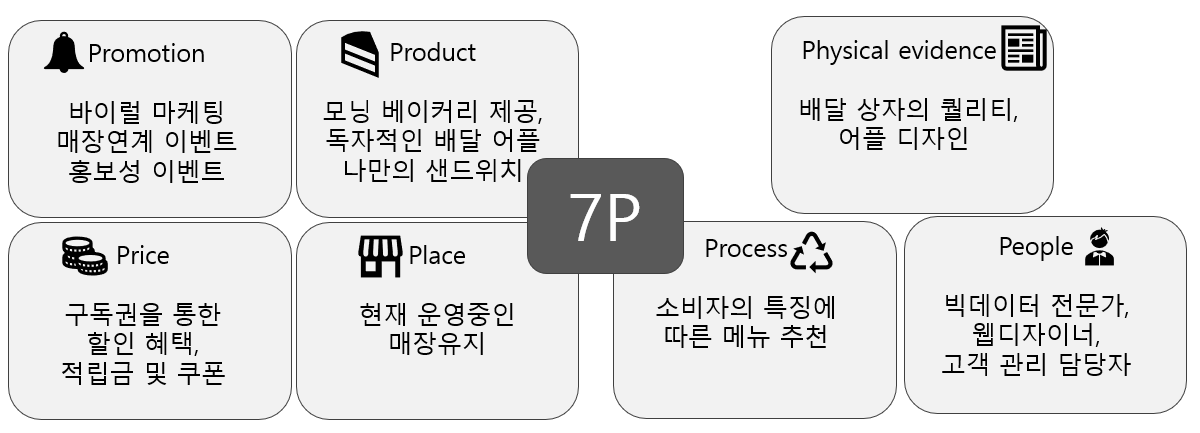 Promotion
바이럴 마케팅
매장연계 이벤트
홍보성 이벤트
Product
모닝 베이커리 제공,
독자적인 배달 어플
나만의 샌드위치
Physical evidence
배달 상자의 퀄리티,
어플 디자인
7P
Price
구독권을 통한
할인 혜택,
적립금 및 쿠폰
Place
현재 운영중인
매장유지
Process
소비자의 특징에
따른 메뉴 추천
People
빅데이터 전문가,
웹디자이너,
고객 관리 담당자